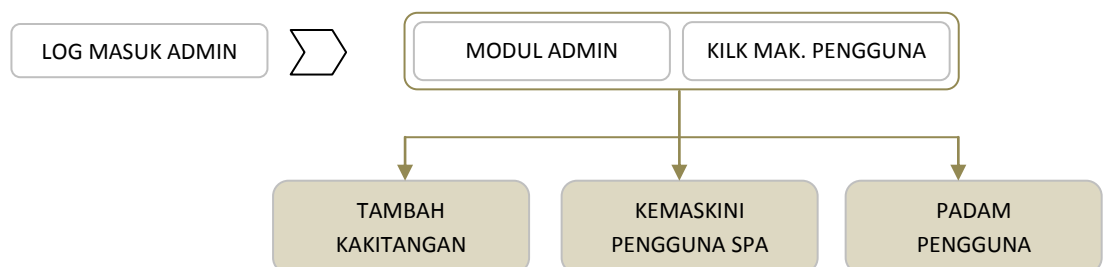 LOG MASUK ADMIN
MODUL ADMIN
KILK MAK. PENGGUNA
TAMBAH
KAKITANGAN
KEMASKINI
PENGGUNA SPA
PADAM
PENGGUNA